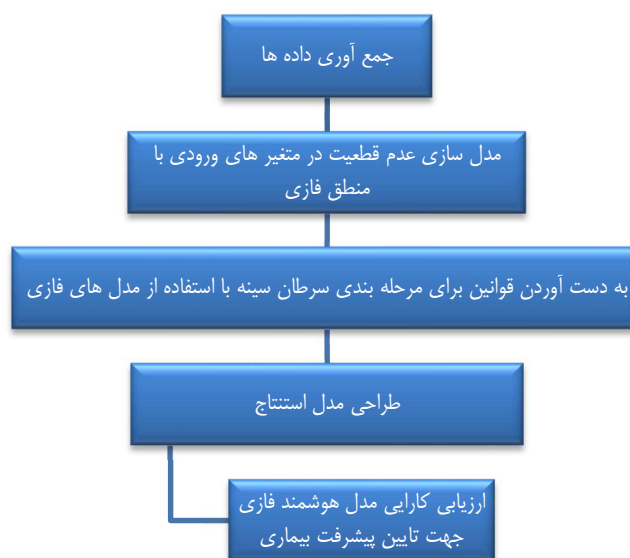 جمع آوری داده ها
مدل سازی عدم قطعیت در متغیر های ورودی با
منطق فازی
به دست آوردن قوانین برای مرحله بندی سرطان سینه با استفاده از مدل های فازی
طراحی مدل استنتاج
ارزیابی کارایی مدل هوشمند فازی
جهت تایین پیشرفت بیماری